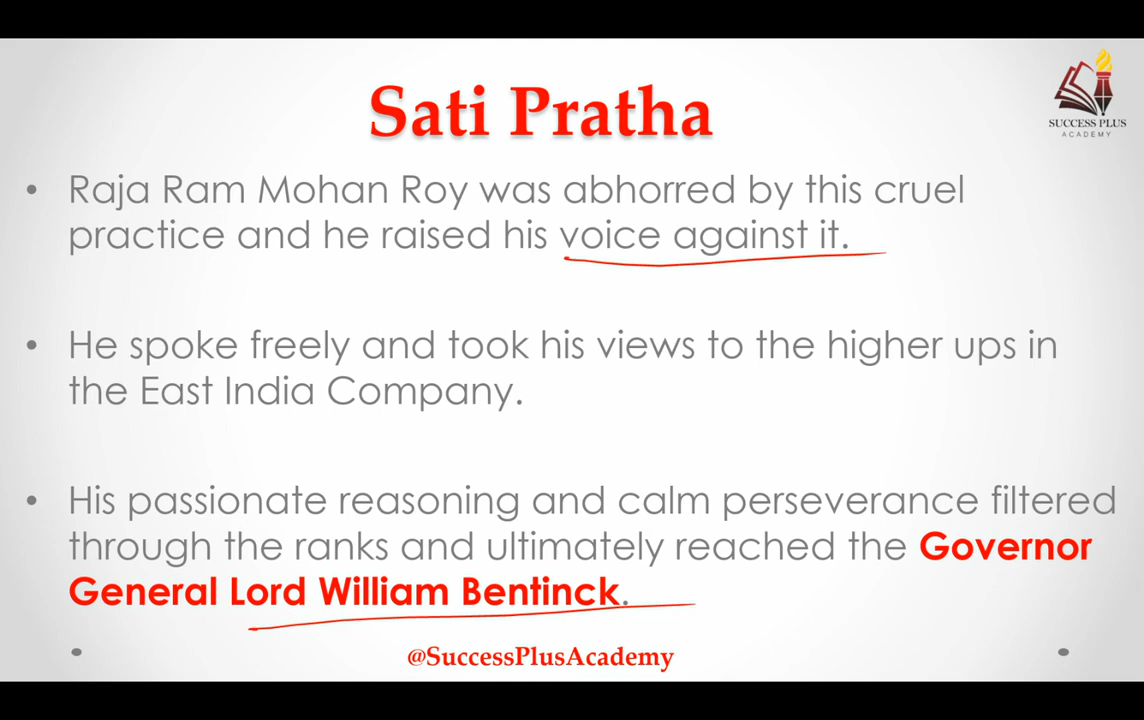 Sati Pratha
SUCCESS PLUS
ACADEMY
• Raja Ram Mohan Roy was abhorred by this cruel
practice and he raised his voice against it.
• He spoke freely and took his views to the higher ups in
the East India Company.
• His passionate reasoning and calm perseverance filtered
through the ranks and ultimately reached the Governor
General Lord William Bentinck.
@SuccessPlusAcademy